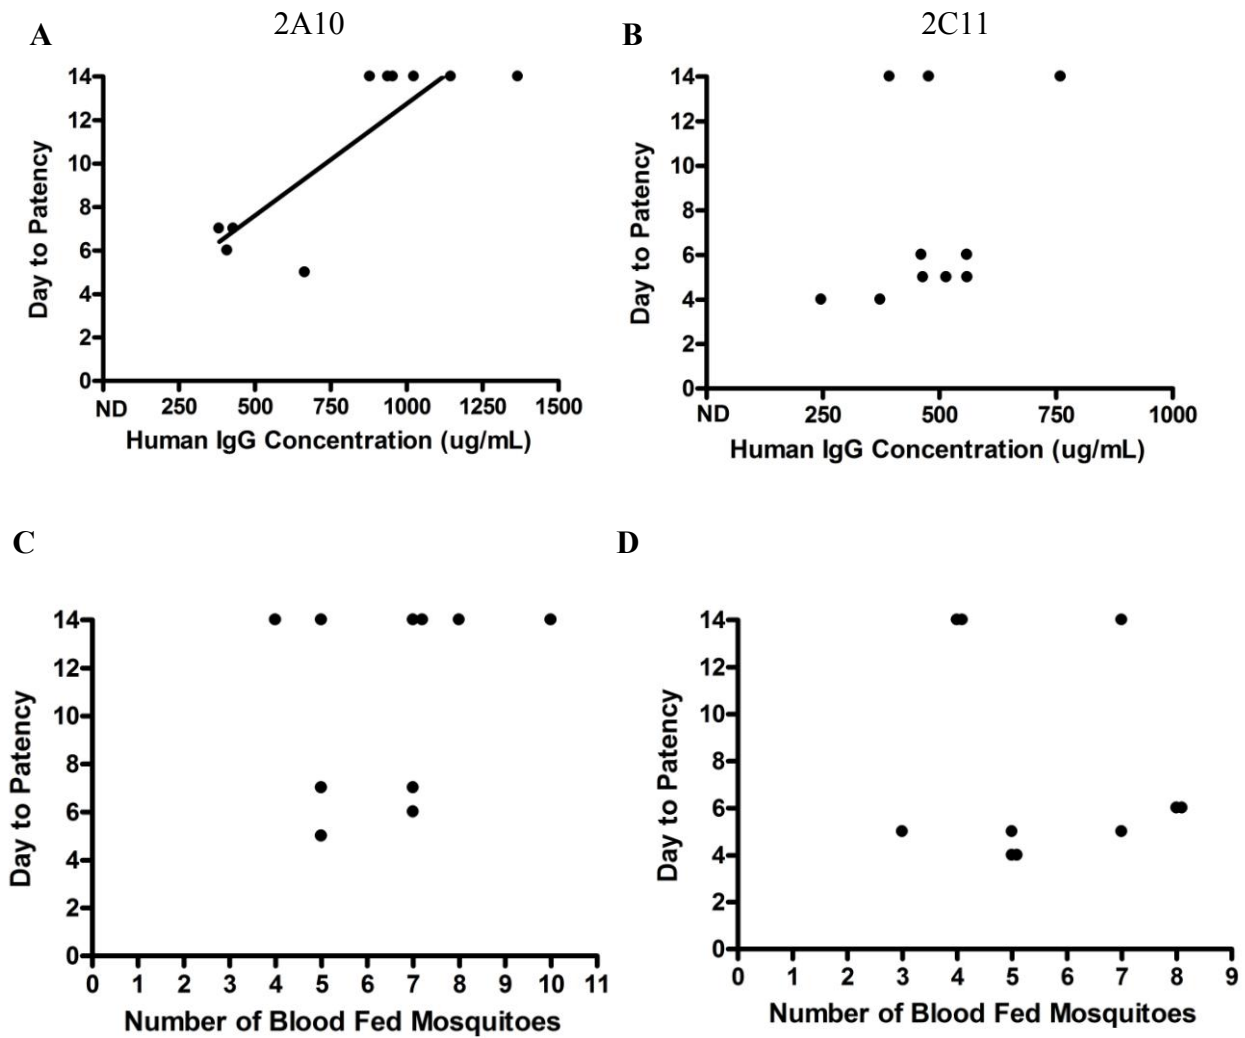 A
2A10
14
12
10
8
6
4
2
0
Day to Patency
ND 250 500 750 1000 1250 1500
Human IgG Concentration (ug/mL)
B
2C11
14
12
10
8
6
4
2
0
Day to Patency
ND 250 500 750 1000
Human IgG Concentration (ug/mL)
C
14
12
10
8
6
4
2
0
Day to Patency
0 1 2 3 4 5 6 7 8 9 10 11
Number of Blood Fed Mosquitoes
D
14
12
10
8
6
4
2
0
Day to Patency
0 1 2 3 4 5 6 7 8 9
Number of Blood Fed Mosquitoes